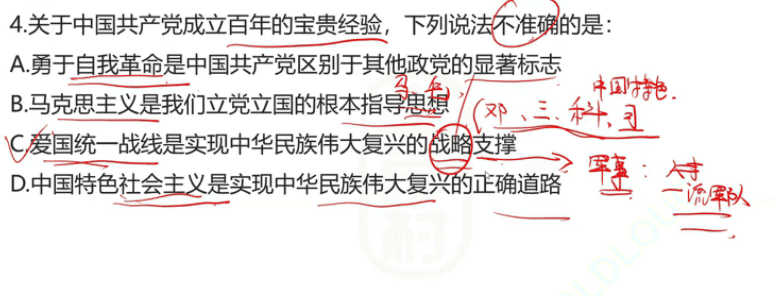 4.关于中国共产党成立百年的宝贵经验，下列说法不准确的是：
A.勇于自我革命是中国共产党区别于其他政党的显著标志
马、毛、
中国特色.
B.马克思主义是我们立党立国的根本指导思想
(邓、三、科、习
C.爱国统一战线是实现中华民族伟大复兴的战略支撑
军事：人才
D.中国特色社会主义是实现中华民族伟大复兴的正确道路
一流军队